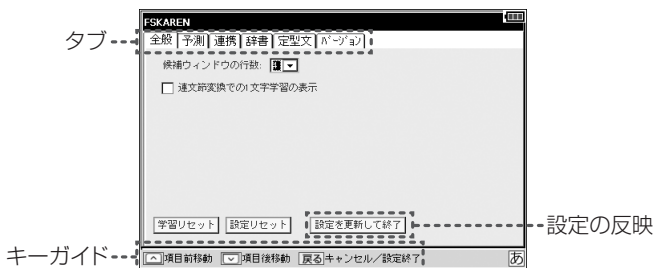 FSKAREN
タブ
全般 予測 連携 辞書 定型文 バージョン
候補ウィンドウの行数:
連文節変換での1文字学習の表示
学習リセット 設定リセット 設定を更新して終了
設定の反映
キーガイド
項目前移動 項目後移動 戻る キャンセル/設定終了 あ